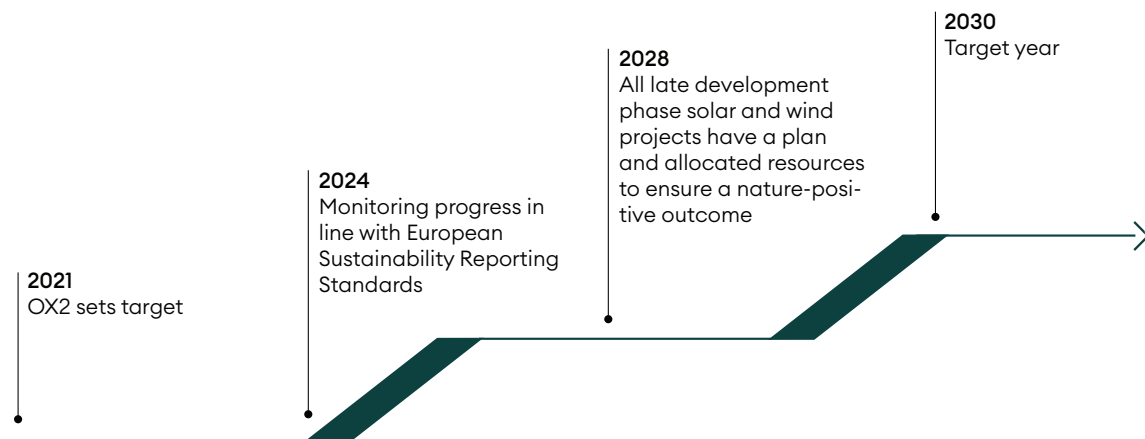 2021
OX2 sets target
2024
Monitoring progress in
line with European
Sustainability Reporting
Standards
2028
All late development
phase solar and wind
projects have a plan
and allocated resources
to ensure a nature-posi-
tive outcome
2030
Target year